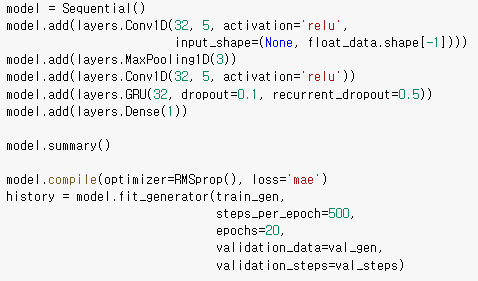 model = Sequential()
model.add(layers.Conv1D(32, 5, activation='relu',
                        input_shape=(None, float_data.shape[-1])))
model.add(layers.MaxPooling1D(3))
model.add(layers.Conv1D(32, 5, activation='relu'))
model.add(layers.GRU(32, dropout=0.1, recurrent_dropout=0.5))
model.add(layers.Dense(1))

model.summary()

model.compile(optimizer=RMSprop(), loss='mae')
history = model.fit_generator(train_gen,
                              steps_per_epoch=500,
                              epochs=20,
                              validation_data=val_gen,
                              validation_steps=val_steps)